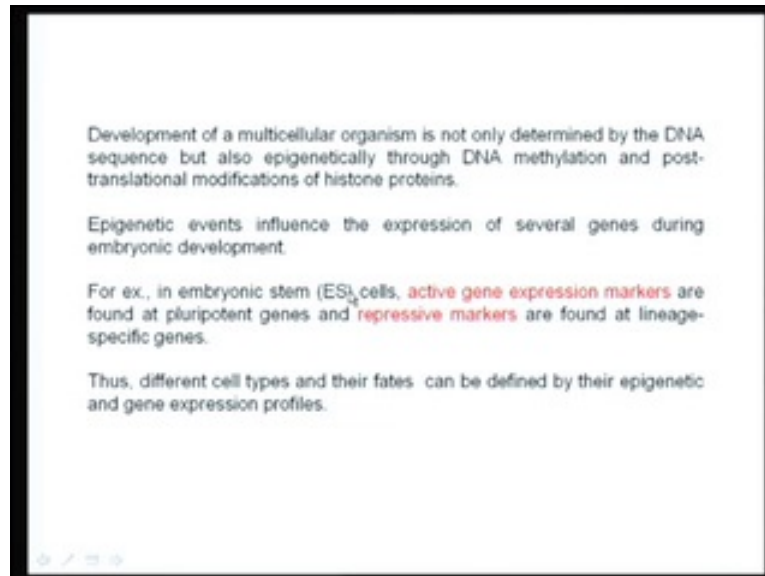 Development of a multicellular organism is not only determined by the DNA
sequence but also epigenetically through DNA methylation and post-
translational modifications of histone proteins.
Epigenetic events influence the expression of several genes during
embryonic development.
For ex., in embryonic stem (ES) cells, active gene expression markers are
found at pluripotent genes and repressive markers are found at lineage-
specific genes.
Thus, different cell types and their fates can be defined by their epigenetic
and gene expression profiles.